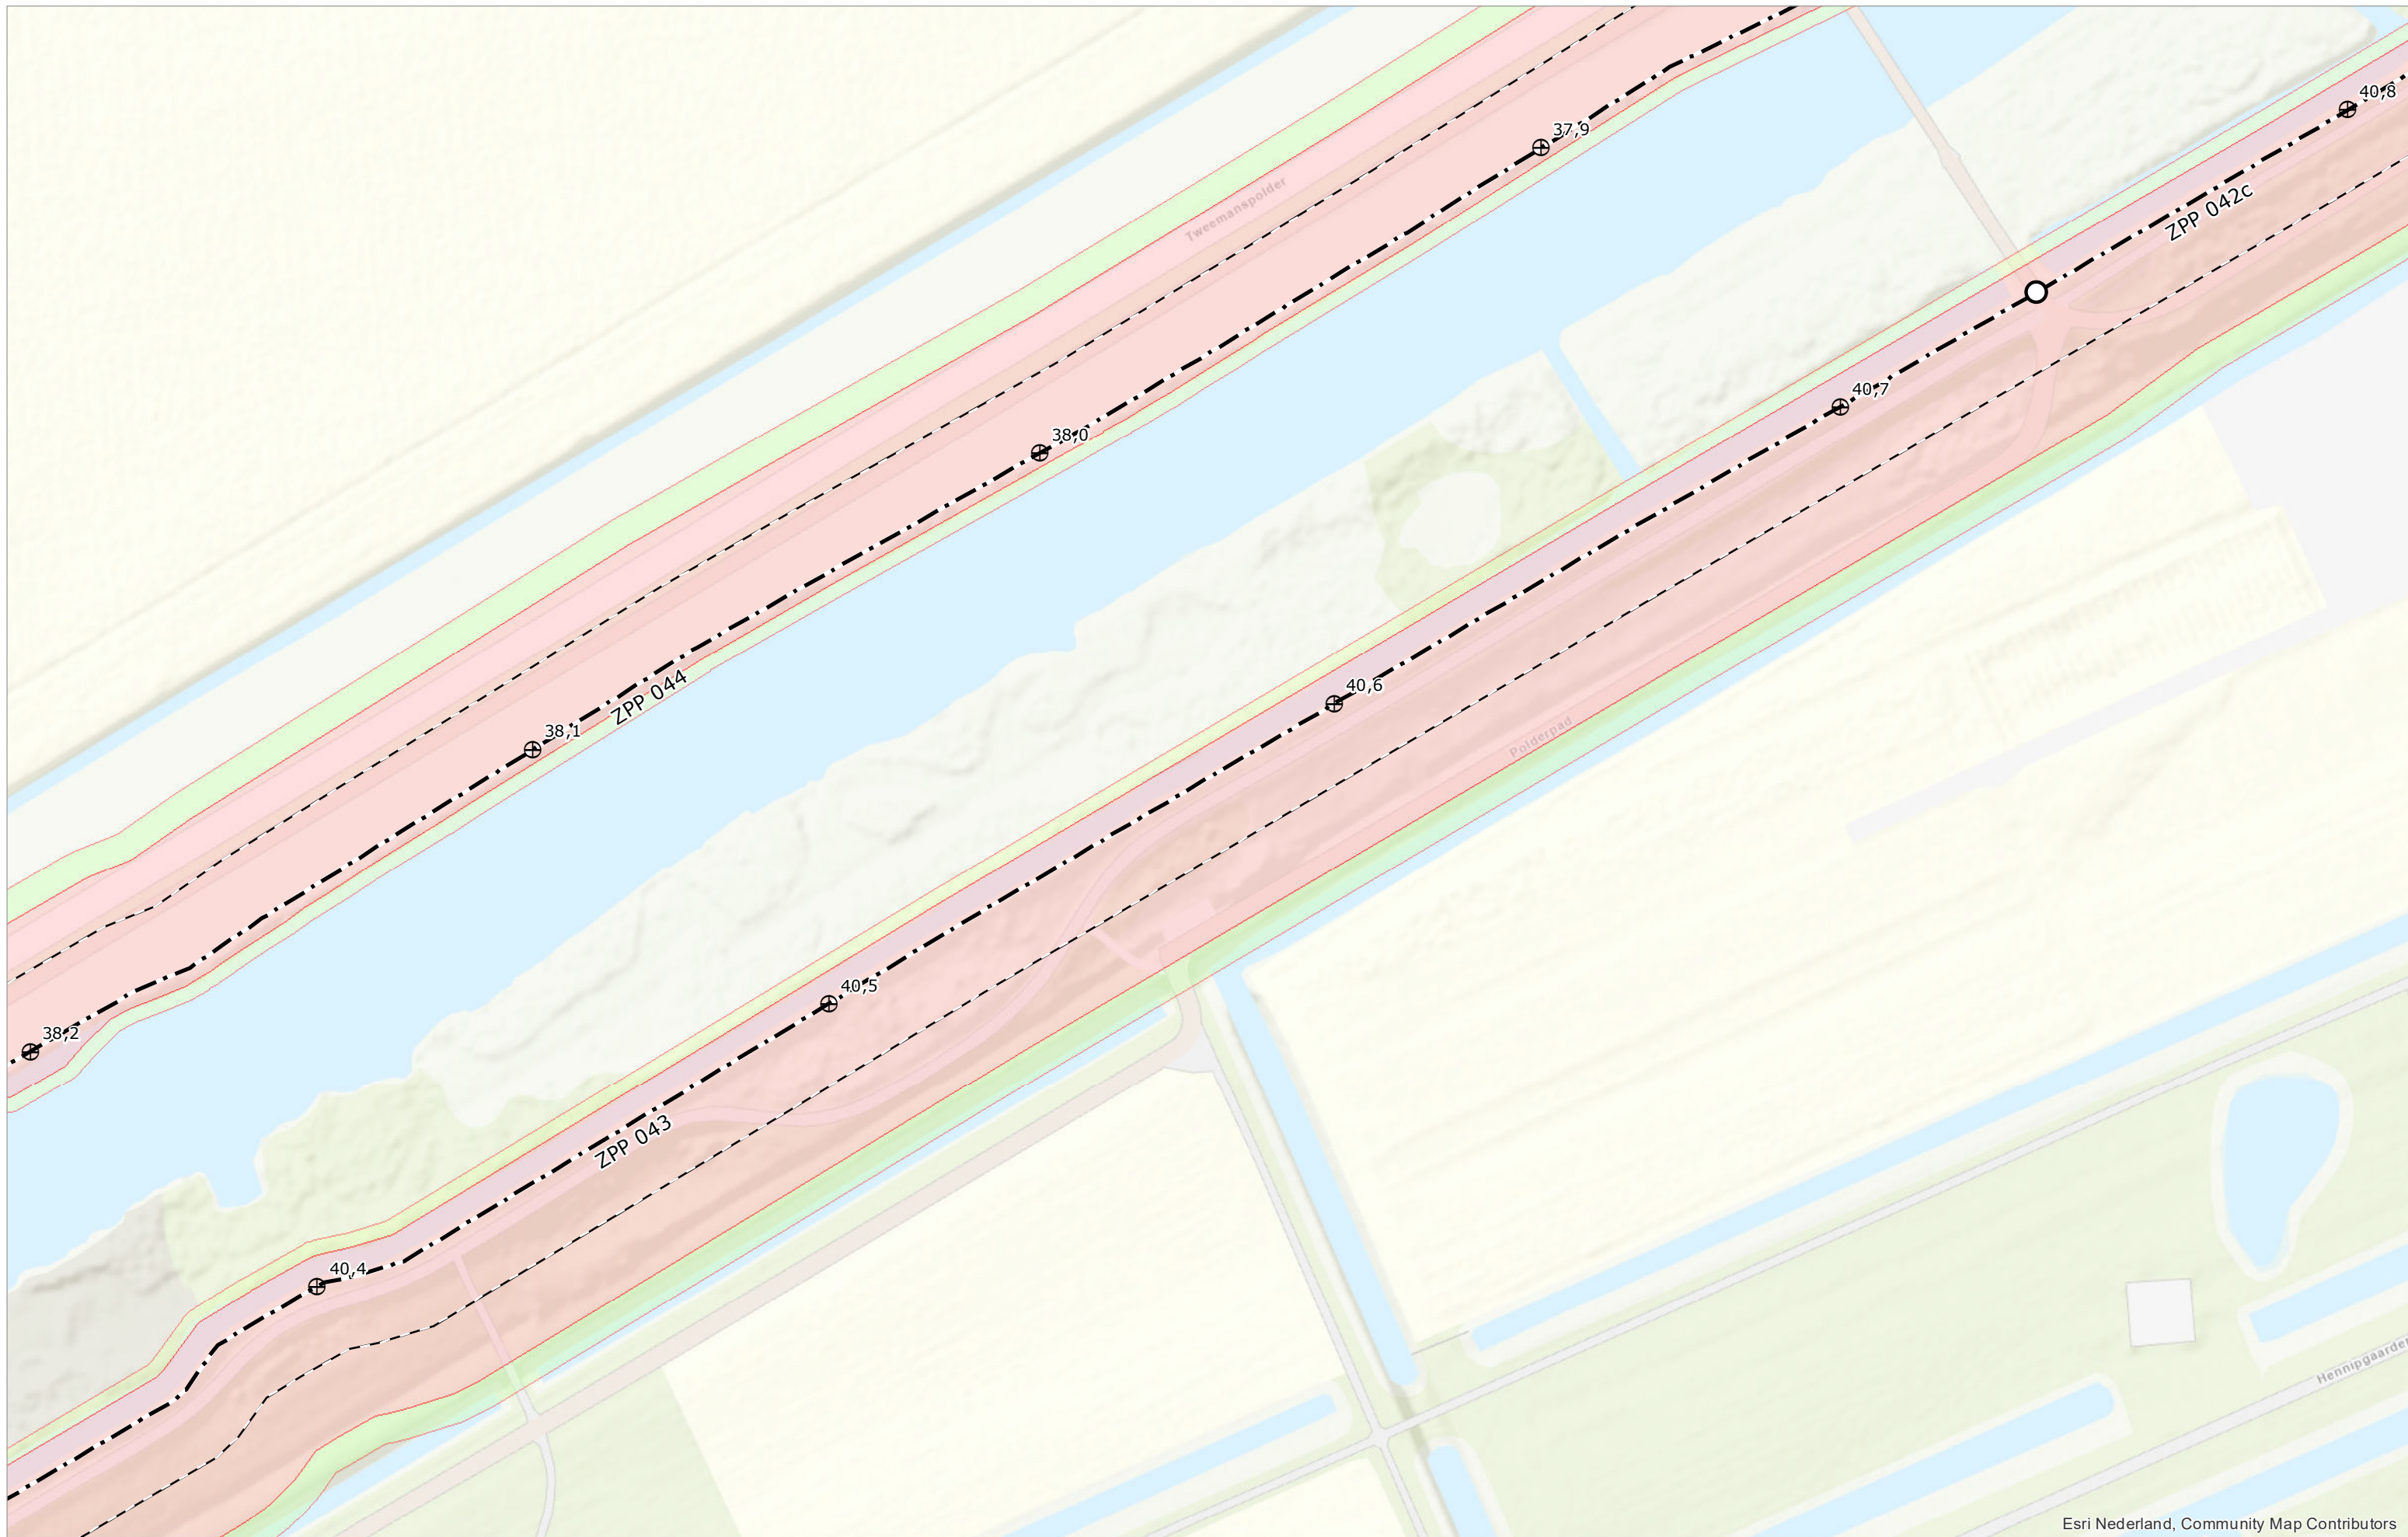 40,8
37,9
Tweemanspolder
ZPP 042c
40,7
38,0
40,6
ZPP 044
38,1
Polderpad
40,5
38,2
ZPP 043
40,4
Esri Nederland, Community Map Contributors